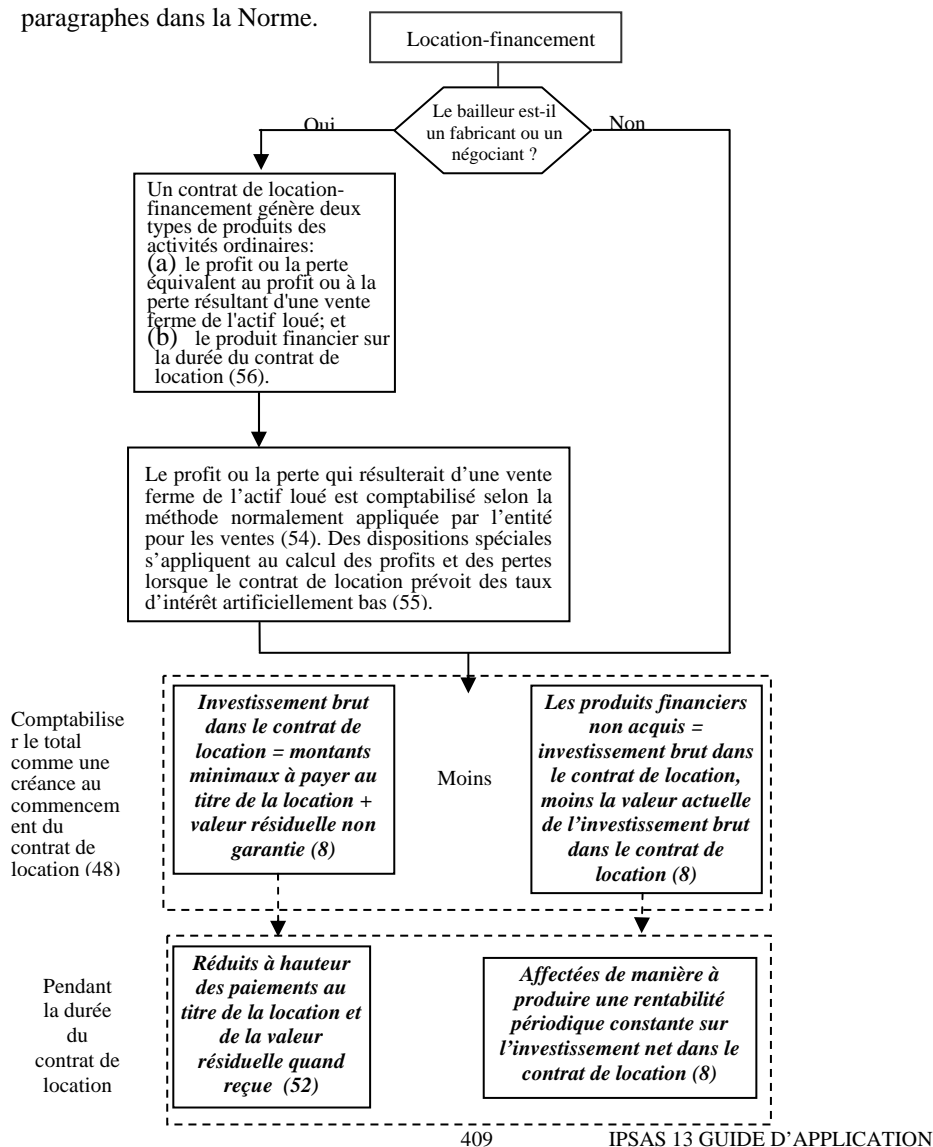 paragraphes dans la Norme.
Location-financement
Le bailleur est-il
un fabricant ou un
négociant ?
Oui
Non
Un contrat de location-
financement génère deux
types de produits des
activités ordinaires:
(a) le profit ou la perte
équivalent au profit ou à la
perte résultant d'une vente
ferme de l'actif loué; et
(b) le produit financier sur
la durée du contrat de
location (56).
Le profit ou la perte qui résulterait d’une vente
ferme de l’actif loué est comptabilisé selon la
méthode normalement appliquée par l’entité
pour les ventes (54). Des dispositions spéciales
s’appliquent au calcul des profits et des pertes
lorsque le contrat de location prévoit des taux
d’intérêt artificiellement bas (55).
Comptabilise
r le total
comme une
créance au
commencem
ent du
contrat de
location (48)
Investissement brut
dans le contrat de
location = montants
minimaux à payer au
titre de la location +
valeur résiduelle non
garantie (8)
Moins
Les produits financiers
non acquis =
investissement brut dans
le contrat de location,
moins la valeur actuelle
de l’investissement brut
dans le contrat de
location (8)
Pendant
la durée
du
contrat de
location
Réduits à hauteur
des paiements au
titre de la location et
de la valeur
résiduelle quand
reçue (52)
Affectées de manière à
produire une rentabilité
périodique constante sur
l’investissement net dans le
contrat de location (8)
409 IPSAS 13 GUIDE D’APPLICATION